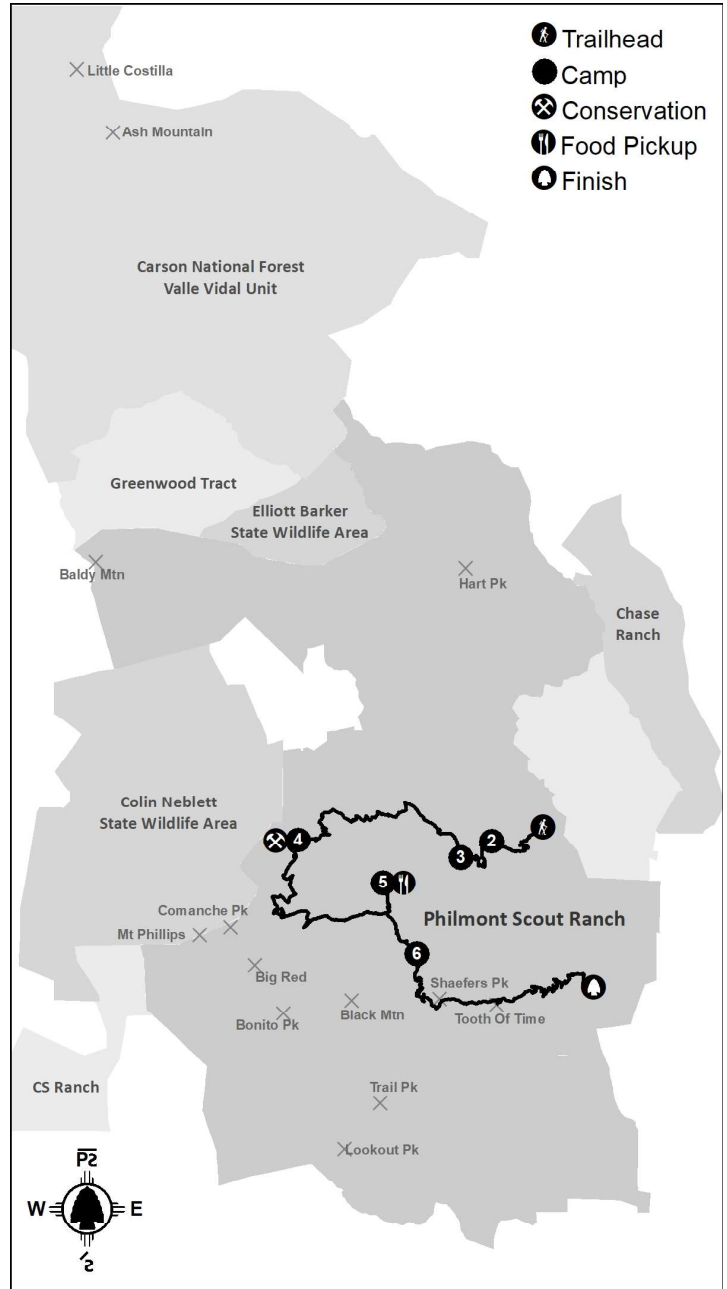 Trailhead
Camp
Conservation
Food Pickup
Finish
Little Costilla
Ash Mountain
Carson National Forest
Valle Vidal Unit
Greenwood Tract
Elliott Barker
State Wildlife Area
Baldy Mtn
Hart Pk
Chase
Ranch
Colin Neblett
State Wildlife Area
4
2
3
5
Comanche Pk
Mt Phillips
Philmont Scout Ranch
6
Big Red
Shaefers Pk
Bonito Pk
Black Mtn
Tooth Of Time
CS Ranch
Trail Pk
Lookout Pk
W
E